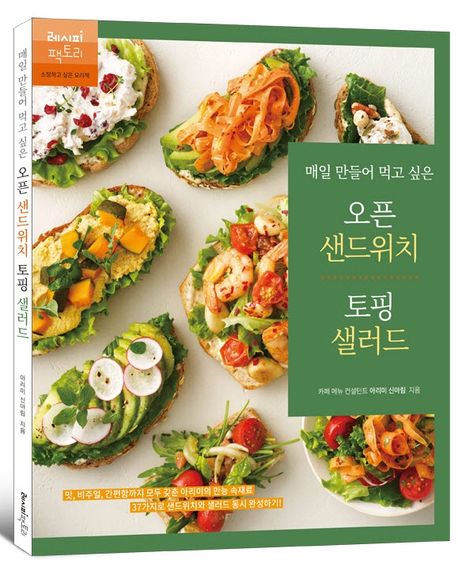 레시피
팩토리
소장하고 싶은 요리책
매일 만들어 먹고 싶은
오픈
샌드위치
토핑
샐러드
카페 메뉴 컨설턴트 아리미 신아림 지음
맛, 비주얼, 간편함까지 모두 갖춘 아리미의 만능 속재료
37가지로 샌드위치와 샐러드 동시 완성하기!
매일 만들어 먹고 싶은 오픈 샌드위치 토핑 샐러드
아리미 신아림 지음
레시피팩토리